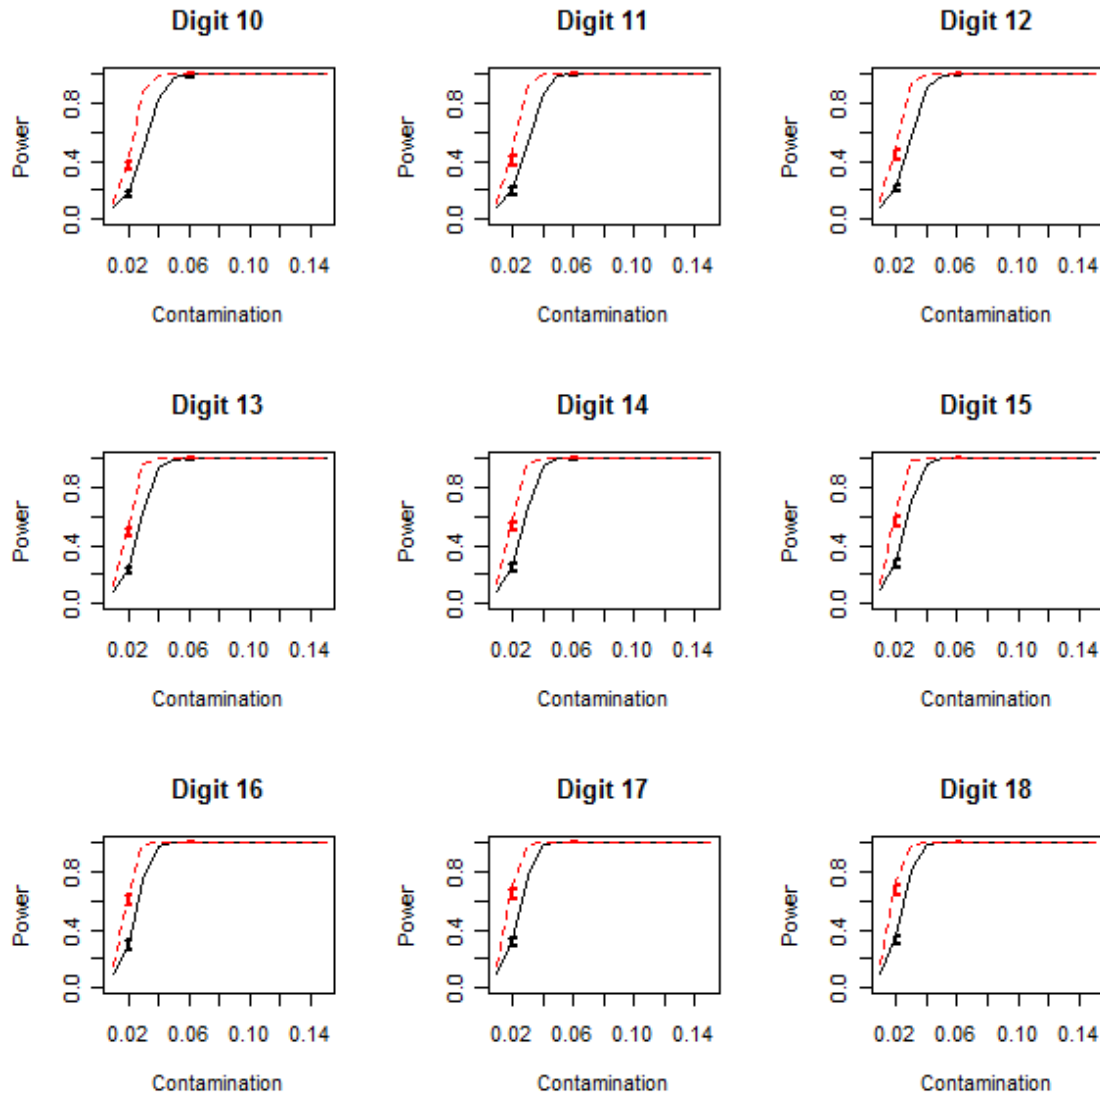 Digit 10 Digit 11 Digit 12
Power 0.0 0.4 0.8 Power 0.0 0.4 0.8 Power 0.0 0.4 0.8
0.02 0.06 0.10 0.14 0.02 0.06 0.10 0.14 0.02 0.06 0.10 0.14
Contamination Contamination Contamination
Digit 13 Digit 14 Digit 15
Power 0.0 0.4 0.8 Power 0.0 0.4 0.8 Power 0.0 0.4 0.8
0.02 0.06 0.10 0.14 0.02 0.06 0.10 0.14 0.02 0.06 0.10 0.14
Contamination Contamination Contamination
Digit 16 Digit 17 Digit 18
Power 0.0 0.4 0.8 Power 0.0 0.4 0.8 Power 0.0 0.4 0.8
0.02 0.06 0.10 0.14 0.02 0.06 0.10 0.14 0.02 0.06 0.10 0.14
Contamination Contamination Contamination